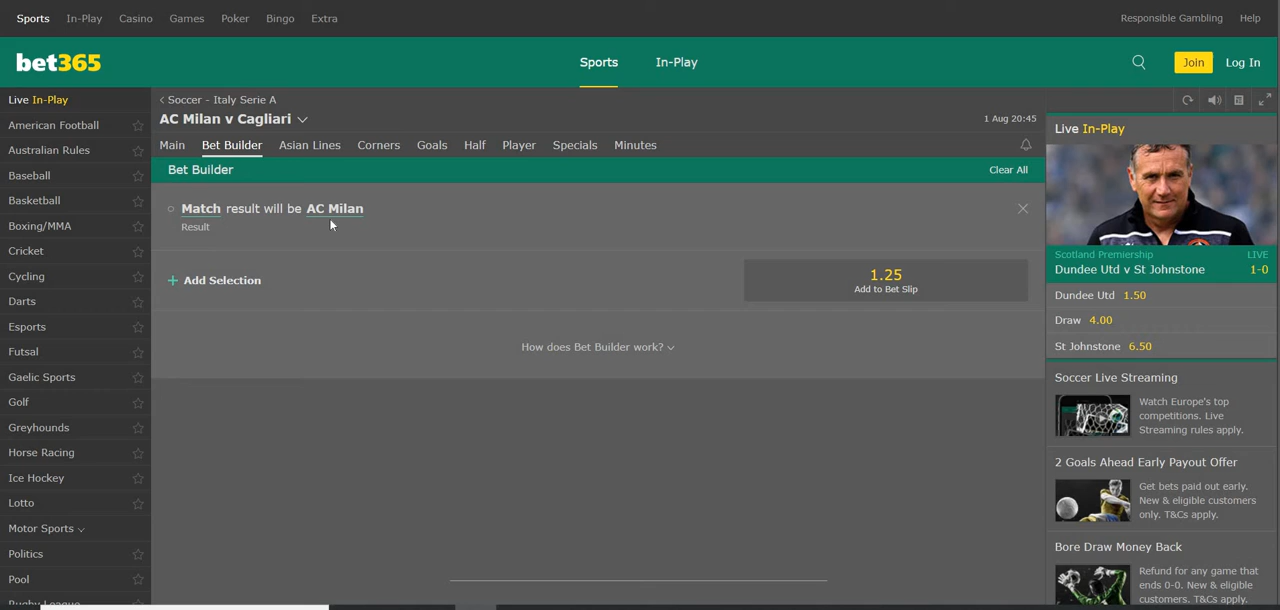 Sports In-Play Casino Games Poker Bingo Extra Responsible Gambling Help
bet365 Sports In-Play Join Log In
Live In-Play
American Football
Australian Rules
Baseball
Basketball
Boxing/MMA
Cricket
Cycling
Darts
Esports
Futsal
Gaelic Sports
Golf
Greyhounds
Horse Racing
Ice Hockey
Lotto
Motor Sports
Politics
Pool
Rugby League
Soccer - Italy Serie A
AC Milan v Cagliari 1 Aug 20:45
Main Bet Builder Asian Lines Corners Goals Half Player Specials Minutes
Bet Builder Clear All
Match result will be AC Milan
Result
Add Selection
1.25
Add to Bet Slip
How does Bet Builder work?
Live In-Play
Scotland Premiership LIVE
Dundee Utd v St Johnstone 1-0
Dundee Utd 1.50
Draw 4.00
St Johnstone 6.50
Soccer Live Streaming
Watch Europe's top
competitions. Live
Streaming rules apply.
2 Goals Ahead Early Payout Offer
Get bets paid out early.
New & eligible customers
only. T&Cs apply.
Bore Draw Money Back
Refund for any game that
ends 0-0. New & eligible
customers. T&Cs apply.